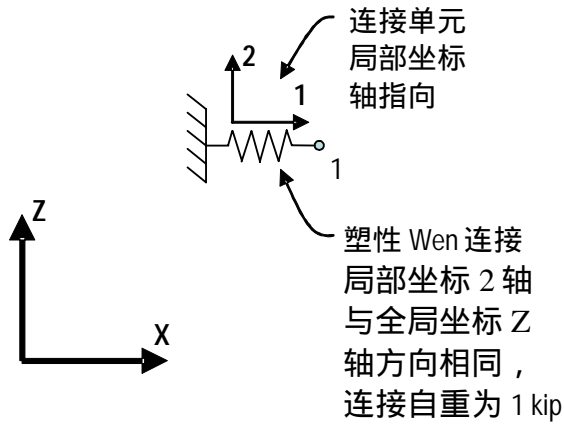 连接单元
局部坐标
轴指向
2
1
1
Z
X
塑性 Wen 连接
局部坐标 2 轴
与全局坐标 Z
轴方向相同，
连接自重为 1 kip